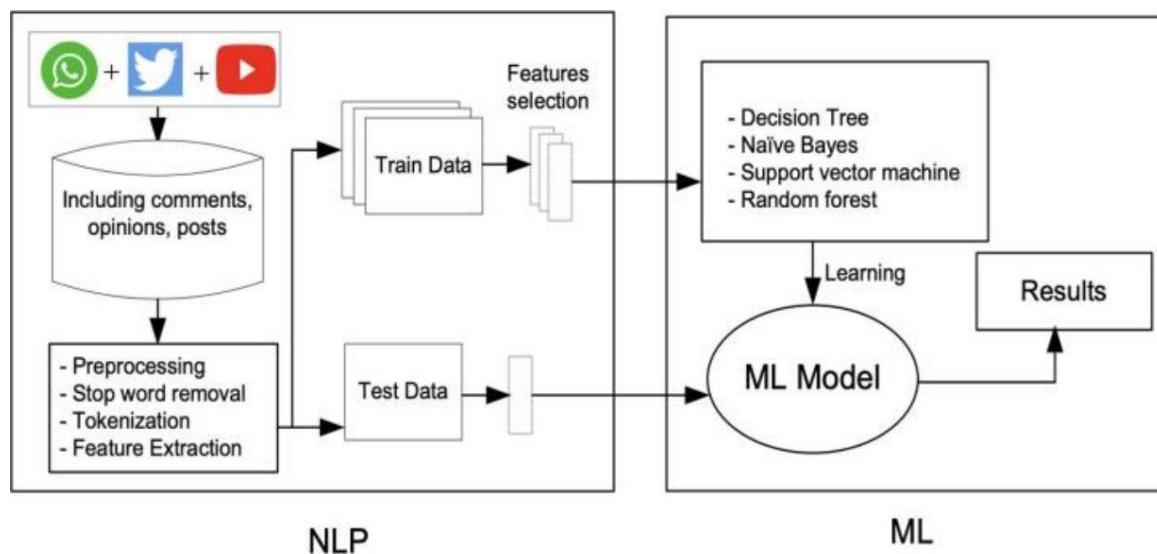 + +
Including comments,
opinions, posts
- Preprocessing
- Stop word removal
- Tokenization
- Feature Extraction
Train Data
Features
selection
Test Data
NLP
- Decision Tree
- Naïve Bayes
- Support vector machine
- Random forest
Learning
ML Model
Results
ML